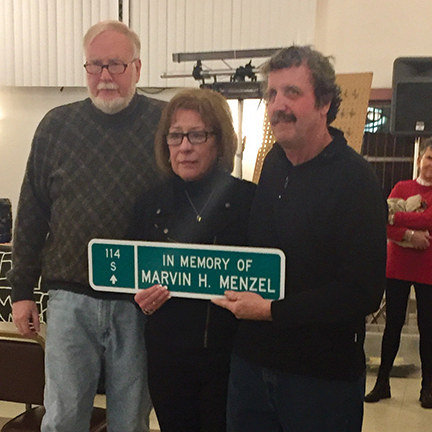 114
S
IN MEMORY OF
MARVIN H. MENZEL